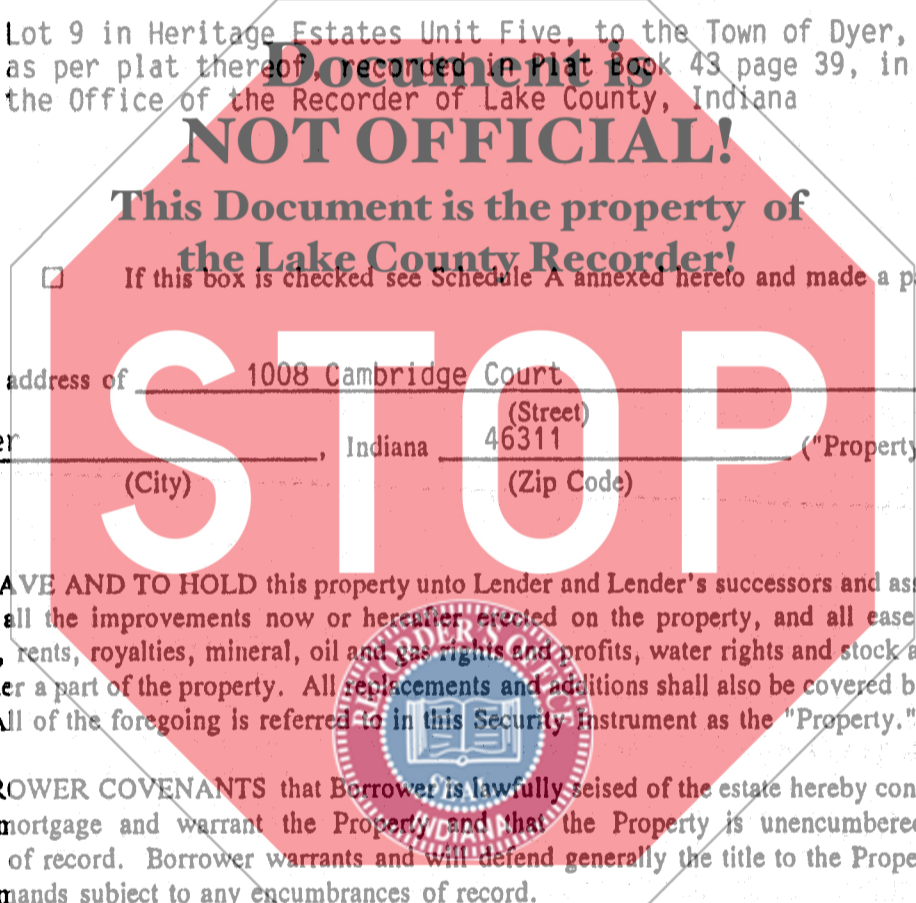 Lot 9 in Heritage Estates Unit Five, to the Town of Dyer,
as per plat thereof, recorded in Plat Book 43 page 39, in
the Office of the Recorder of Lake County, Indiana
Document is
NOT OFFICIAL!
This Document is the property of
the Lake County Recorder!
If this box is checked see Schedule A annexed hereto and made a p
STOP
address of 1008 Cambridge Court
(Street)
er, Indiana 46311 ("Property
(City) (Zip Code)
AVE AND TO HOLD this property unto Lender and Lender's successors and as
all the improvements now or hereafter erected on the property, and all ease
, rents, royalties, mineral, oil and gas rights and profits, water rights and stock a
er a part of the property. All replacements and additions shall also be covered b
All of the foregoing is referred to in this Security Instrument as the "Property."
RECORDER'S OFFICE
SEAL
INDIANA
ROWER COVENANTS that Borrower is lawfully seised of the estate hereby con
mortgage and warrant the Property and that the Property is unencumbere
of record. Borrower warrants and will defend generally the title to the Prope
mands subject to any encumbrances of record.